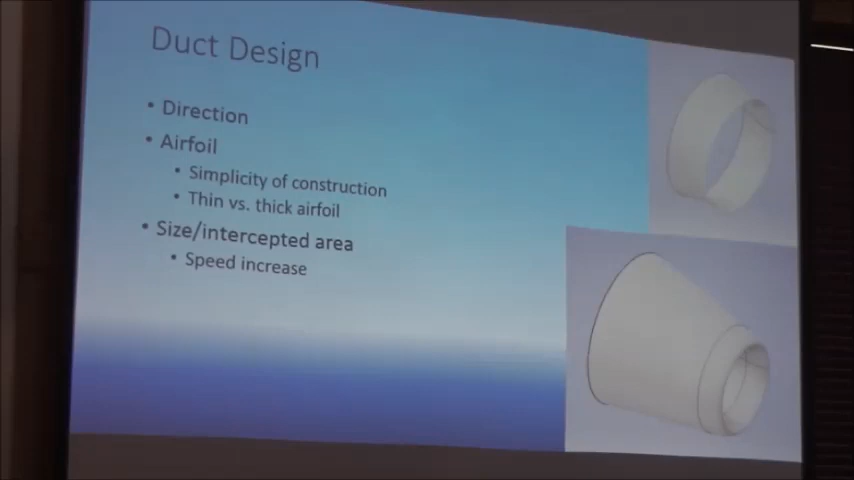 Duct Design
• Direction
• Airfoil
• Simplicity of construction
• Thin vs. thick airfoil
• Size/intercepted area
• Speed increase